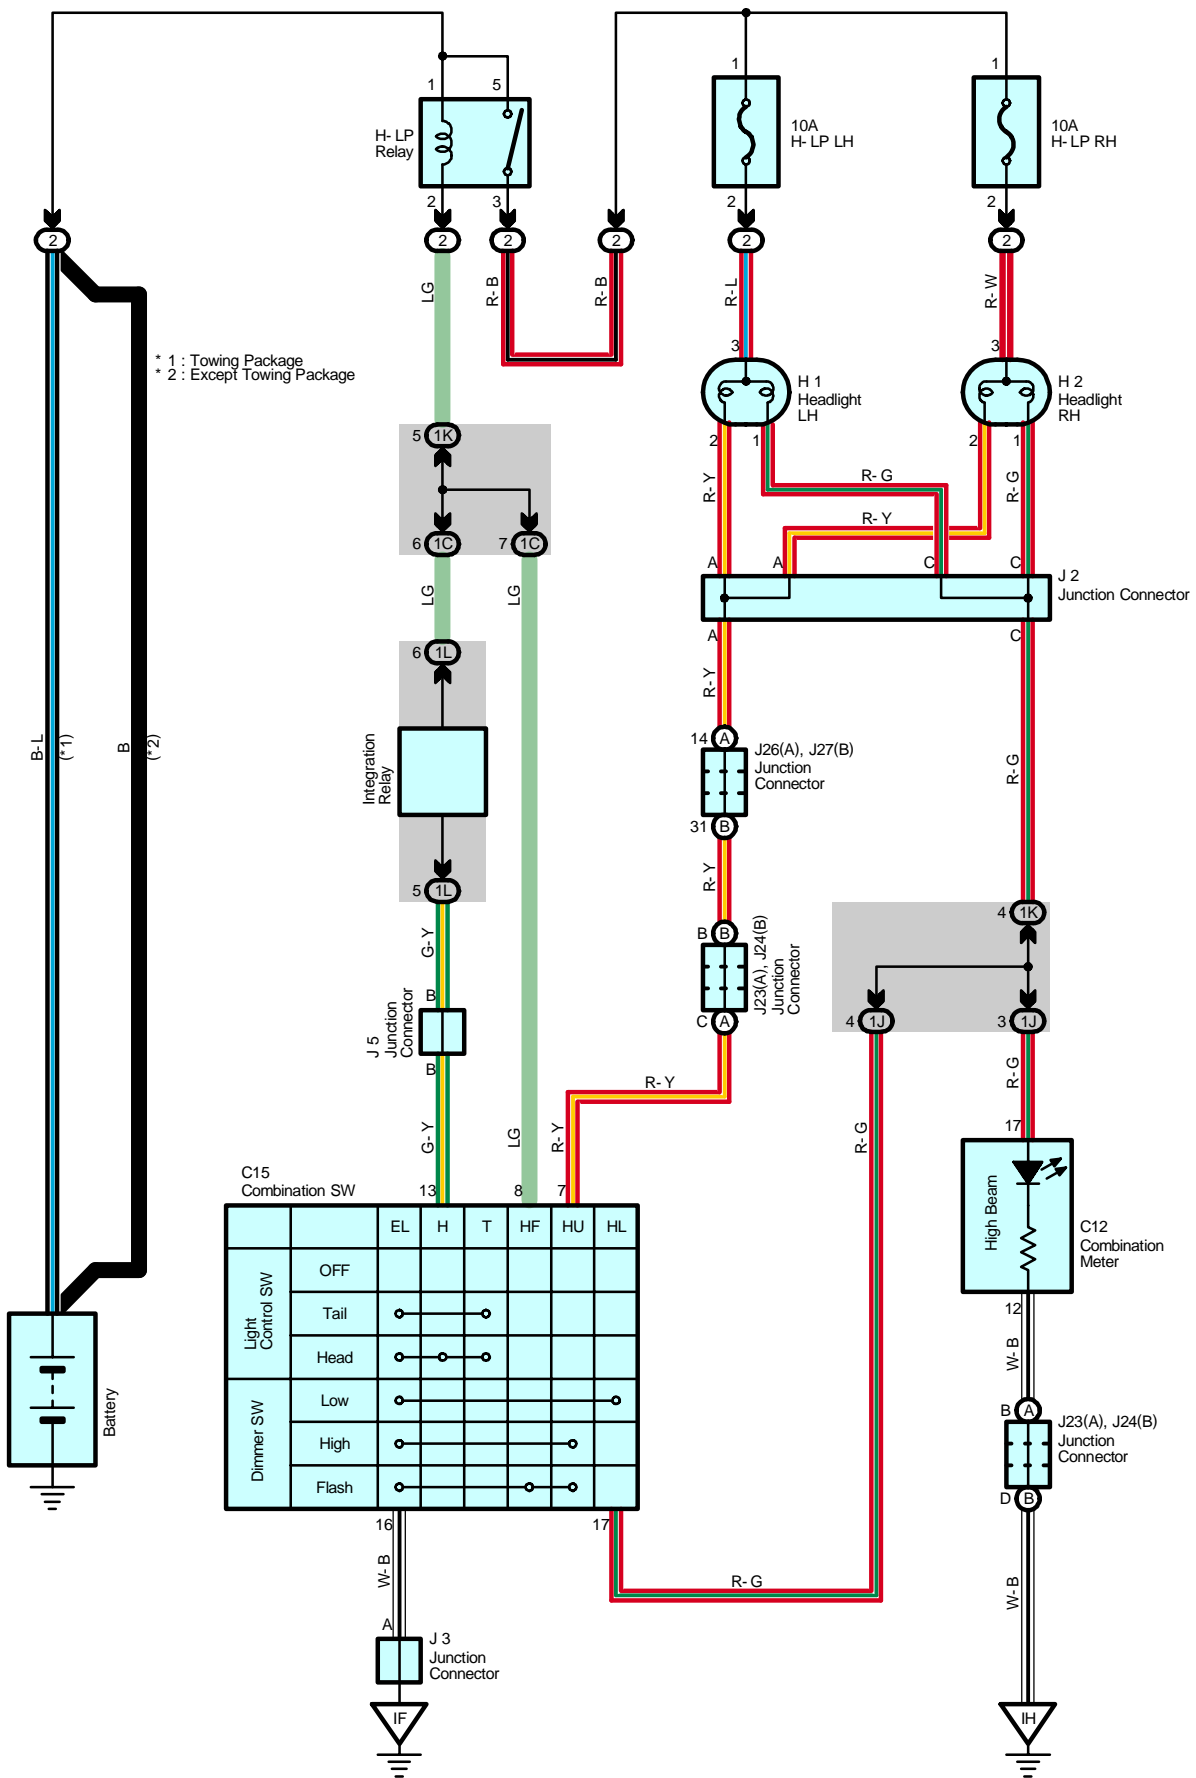 1
5
1
1
H- LP
Relay
10A
H- LP LH
10A
H- LP RH
2
3
2
2
2
2
2
2
2
2
LG
R- B
R- B
R- L
R- W
* 1 : Towing Package
* 2 : Except Towing Package
3
3
H 1
Headlight
LH
H 2
Headlight
RH
5
1K
2
1
2
1
R- Y
R- G
R- Y
R- G
6
1C
7
1C
A
A
C
C
J 2
Junction Connector
LG
LG
A
C
6
1L
R- Y
B- L
(* 1)
B
(* 2)
Integration
Relay
14
A
J26(A), J27(B)
Junction
Connector
R- G
31
B
5
1L
R- Y
G- Y
B
B
J23(A), J24(B)
Junction
Connector
4
1K
B
J 5
Junction
Connector
B
C
A
4
1J
3
1J
R- Y
R- G
G- Y
LG
R- Y
R- G
17
C15
Combination SW
13
8
7
High Beam
C12
Combination
Meter
EL
H
T
HF
HU
HL
Light
Control SW
OFF
Tail
Head
12
W- B
Dimmer SW
Low
High
Flash
Battery
B
A
J23(A), J24(B)
Junction
Connector
D
B
16
17
W- B
R- G
W- B
A
J 3
Junction
Connector
IF
IH